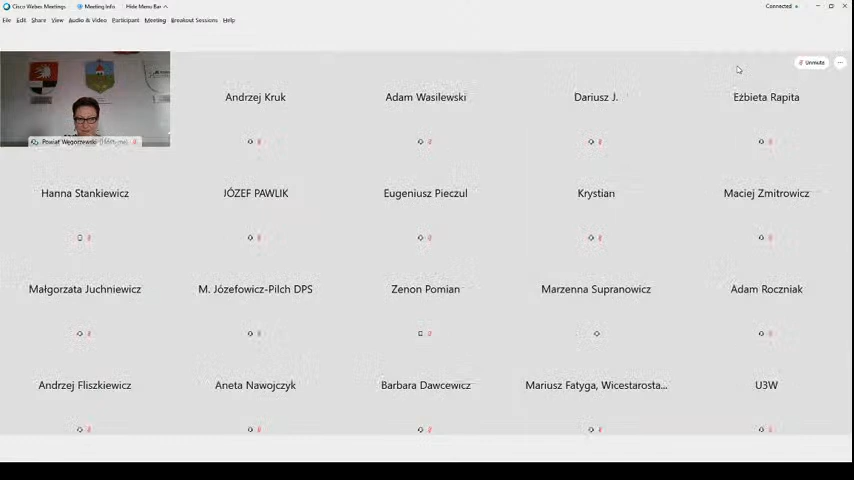 Cisco Webex Meetings Meeting Info Hide Menu Bar Connected
File Edit Share View Audio & Video Participant Meeting Breakout Sessions Help
Unmute
Andrzej Kruk Adam Wasilewski Dariusz J. Eżbieta Rapita
Powiat Węgorzewski
Hanna Stankiewicz JÓZEF PAWLIK Eugeniusz Pieczul Krystian Maciej Zmitrowicz
Małgorzata Juchniewicz M. Józefowicz-Pilch DPS Zenon Pomian Marzenna Supranowicz Adam Roczniak
Andrzej Fliszkiewicz Aneta Nawojczyk Barbara Dawcewicz Mariusz Fatyga, Wicestarosta... U3W